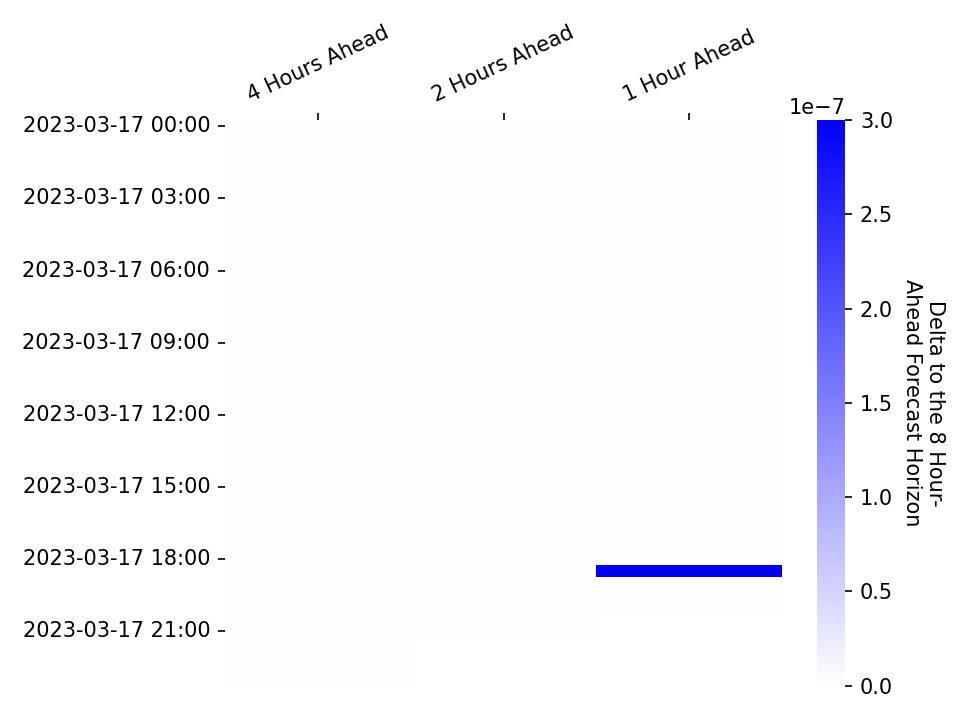 4 Hours Ahead
2 Hours Ahead
1 Hour Ahead
2023-03-17 00:00
2023-03-17 03:00
2023-03-17 06:00
2023-03-17 09:00
2023-03-17 12:00
2023-03-17 15:00
2023-03-17 18:00
2023-03-17 21:00
1e−7
3.0
2.5
2.0
1.5
1.0
0.5
0.0
Delta to the 8 Hour-
Ahead Forecast Horizon